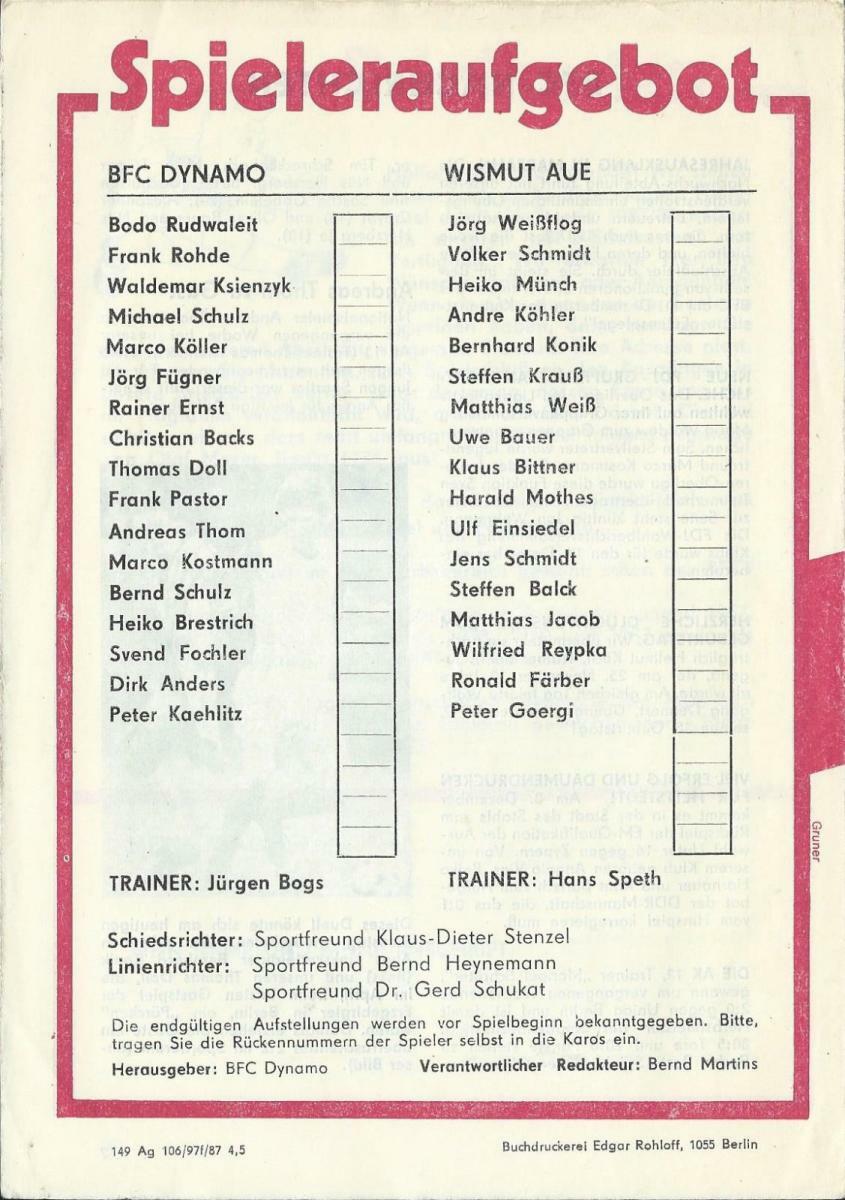 Spieleraufgebot
BFC DYNAMO
Bodo Rudwaleit
Frank Rohde
Waldemar Ksienzyk
Michael Schulz
Marco Köller
Jörg Fügner
Rainer Ernst
Christian Backs
Thomas Doll
Frank Pastor
Andreas Thom
Marco Kostmann
Bernd Schulz
Heiko Brestrich
Svend Fochler
Dirk Anders
Peter Kaehlitz
TRAINER: Jürgen Bogs
WISMUT AUE
Jörg Weißflog
Volker Schmidt
Heiko Münch
Andre Köhler
Bernhard Konik
Steffen Krauß
Matthias Weiß
Uwe Bauer
Klaus Bittner
Harald Mothes
Ulf Einsiedel
Jens Schmidt
Steffen Balck
Matthias Jacob
Wilfried Reypka
Ronald Färber
Peter Goergi
TRAINER: Hans Speth
Schiedsrichter: Sportfreund Klaus-Dieter Stenzel
Linienrichter: Sportfreund Bernd Heynemann
Sportfreund Dr. Gerd Schukat
Die endgültigen Aufstellungen werden vor Spielbeginn bekanntgegeben. Bitte,
tragen Sie die Rückennummern der Spieler selbst in die Karos ein.
Herausgeber: BFC Dynamo Verantwortlicher Redakteur: Bernd Martins
Gruner
149 Ag 106/97f/87 4,5
Buchdruckerei Edgar Rohloff, 1055 Berlin